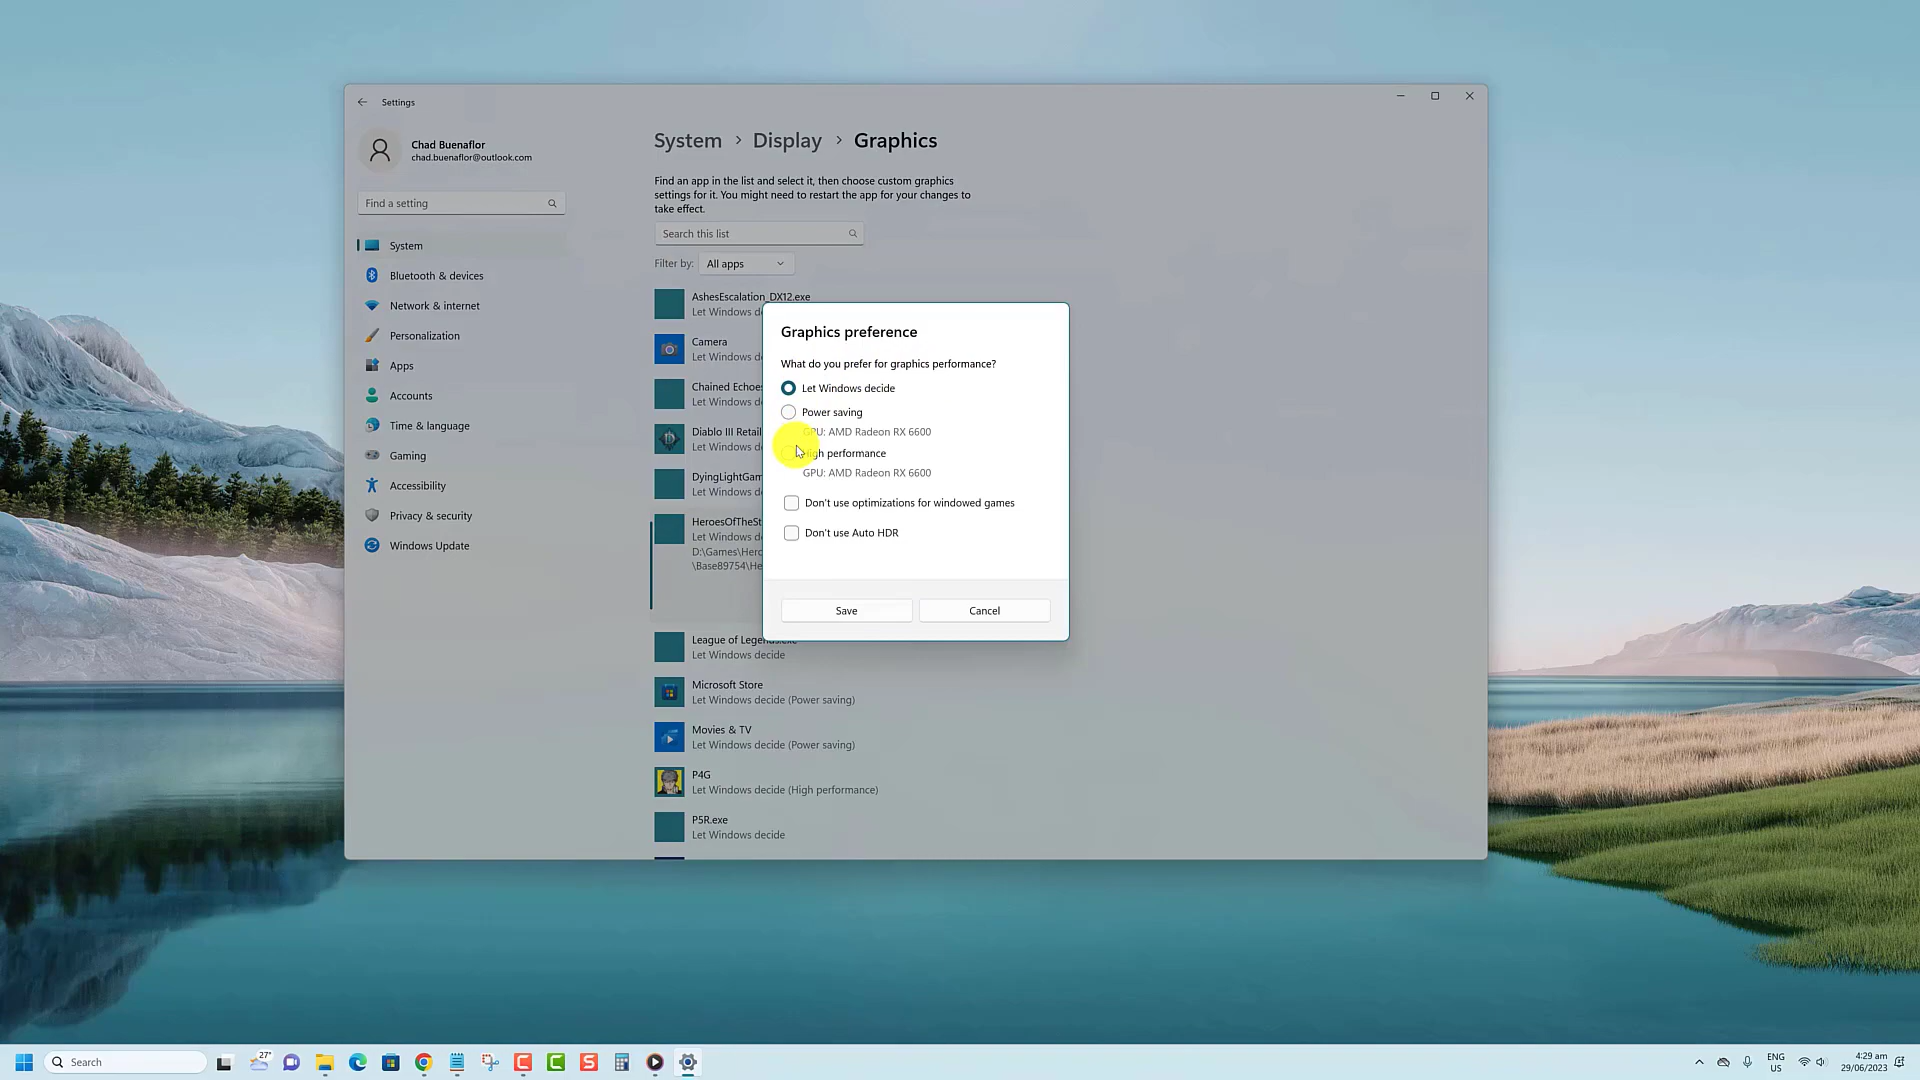 Settings
Chad Buenaflor
chad.buenaflor@outlook.com
Find a setting
System
Bluetooth & devices
Network & internet
Personalization
Apps
Accounts
Time & language
Gaming
Accessibility
Privacy & security
Windows Update
System > Display > Graphics
Find an app in the list and select it, then choose custom graphics
settings for it. You might need to restart the app for your changes to
take effect.
Search this list
Filter by: All apps
AshesEscalation_DX12.exe
Let Windows
Camera
Let Windows
Chained Echoes
Let Windows
Diablo III Retail
Let Windows
DyingLightGam
Let Windows
HeroesOfTheSt
Let Windows
D:\Games\Herc
\Base89754\He
League of Legends.exe
Let Windows decide
Microsoft Store
Let Windows decide (Power saving)
Movies & TV
Let Windows decide (Power saving)
P4G
Let Windows decide (High performance)
P5R.exe
Let Windows decide
Graphics preference
What do you prefer for graphics performance?
Let Windows decide
Power saving
GPU: AMD Radeon RX 6600
High performance
GPU: AMD Radeon RX 6600
Don't use optimizations for windowed games
Don't use Auto HDR
Save
Cancel
Search
27°
ENG
US
4:29 am
29/06/2023